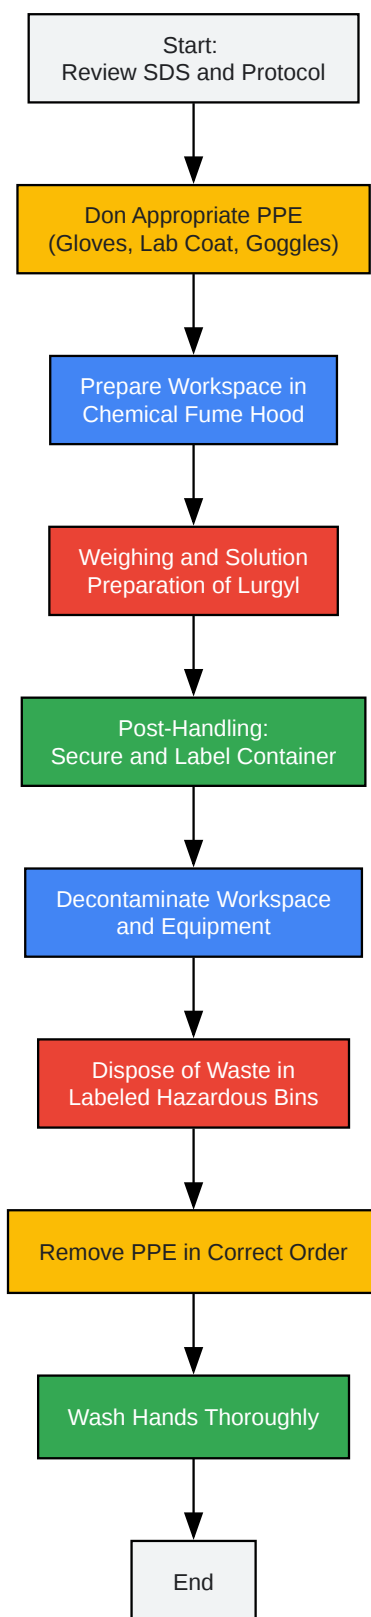 Start:
Review SDS and Protocol
Don Appropriate PPE
(Gloves, Lab Coat, Goggles)
Prepare Workspace in
Chemical Fume Hood
Weighing and Solution
Preparation of Lurgyl
Post-Handling:
Secure and Label Container
Decontaminate Workspace
and Equipment
Dispose of Waste in
Labeled Hazardous Bins
Remove PPE in Correct Order
Wash Hands Thoroughly
End